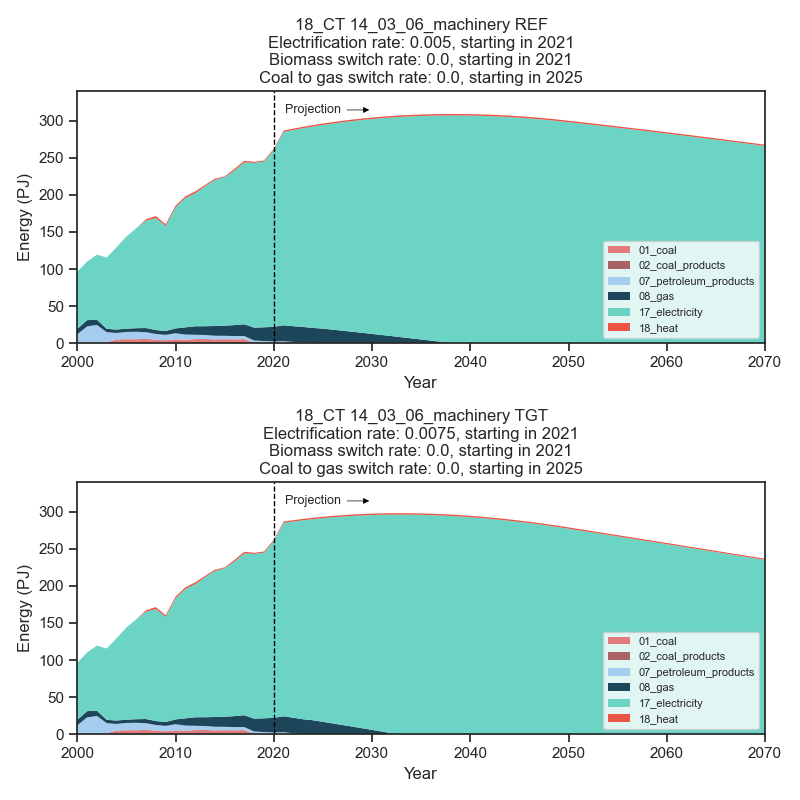 18_CT 14_03_06_machinery REF
Electrification rate: 0.005, starting in 2021
Biomass switch rate: 0.0, starting in 2021
Coal to gas switch rate: 0.0, starting in 2025
Projection
300
250
200
150
100
50
0
Energy (PJ)
01_coal
02_coal_products
07_petroleum_products
08_gas
17_electricity
18_heat
2000 2010 2020 2030 2040 2050 2060 2070
Year
18_CT 14_03_06_machinery TGT
Electrification rate: 0.0075, starting in 2021
Biomass switch rate: 0.0, starting in 2021
Coal to gas switch rate: 0.0, starting in 2025
Projection
300
250
200
150
100
50
0
Energy (PJ)
01_coal
02_coal_products
07_petroleum_products
08_gas
17_electricity
18_heat
2000 2010 2020 2030 2040 2050 2060 2070
Year